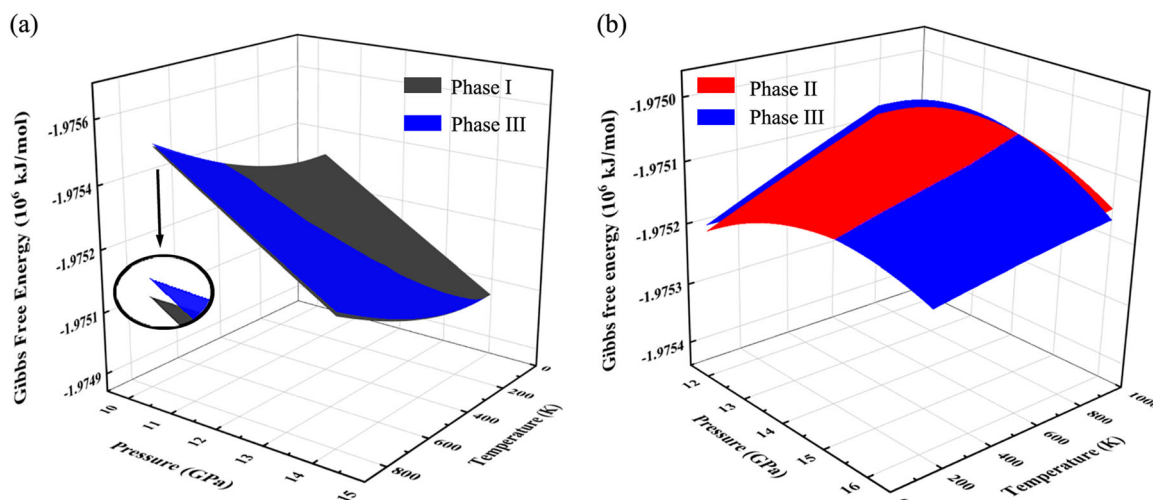 (a)
Phase I
Phase III
Gibbs Free Energy (10⁶ kJ/mol)
-1.9756
-1.9754
-1.9752
-1.9751
-1.9749
10
11
12
13
14
15
Pressure (GPa)
0
200
400
600
800
Temperature (K)
(b)
Phase II
Phase III
Gibbs free energy (10⁶ kJ/mol)
-1.9750
-1.9751
-1.9752
-1.9753
-1.9754
12
13
14
15
16
Pressure (GPa)
200
400
600
800
Temperature (K)